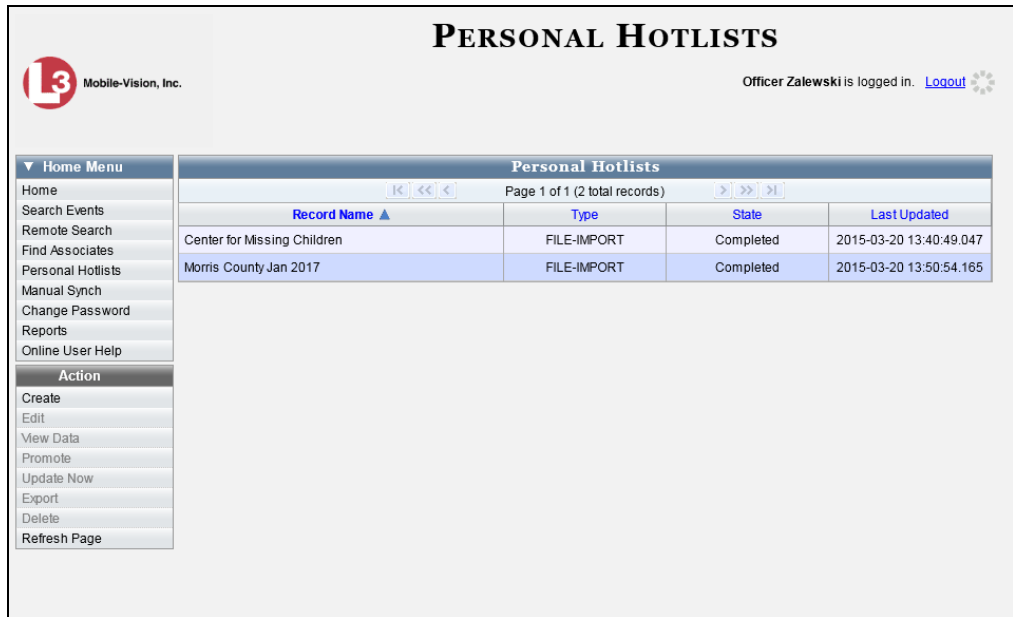 PERSONAL HOTLISTS
L3 Mobile-Vision, Inc.
Officer Zalewski is logged in. Logout
▼ Home Menu
Home
Search Events
Remote Search
Find Associates
Personal Hotlists
Manual Synch
Change Password
Reports
Online User Help
Action
Create
Edit
View Data
Promote
Update Now
Export
Delete
Refresh Page
Personal Hotlists
|< << < Page 1 of 1 (2 total records) > >> >|
Record Name ▲ Type State Last Updated
Center for Missing Children FILE-IMPORT Completed 2015-03-20 13:40:49.047
Morris County Jan 2017 FILE-IMPORT Completed 2015-03-20 13:50:54.165